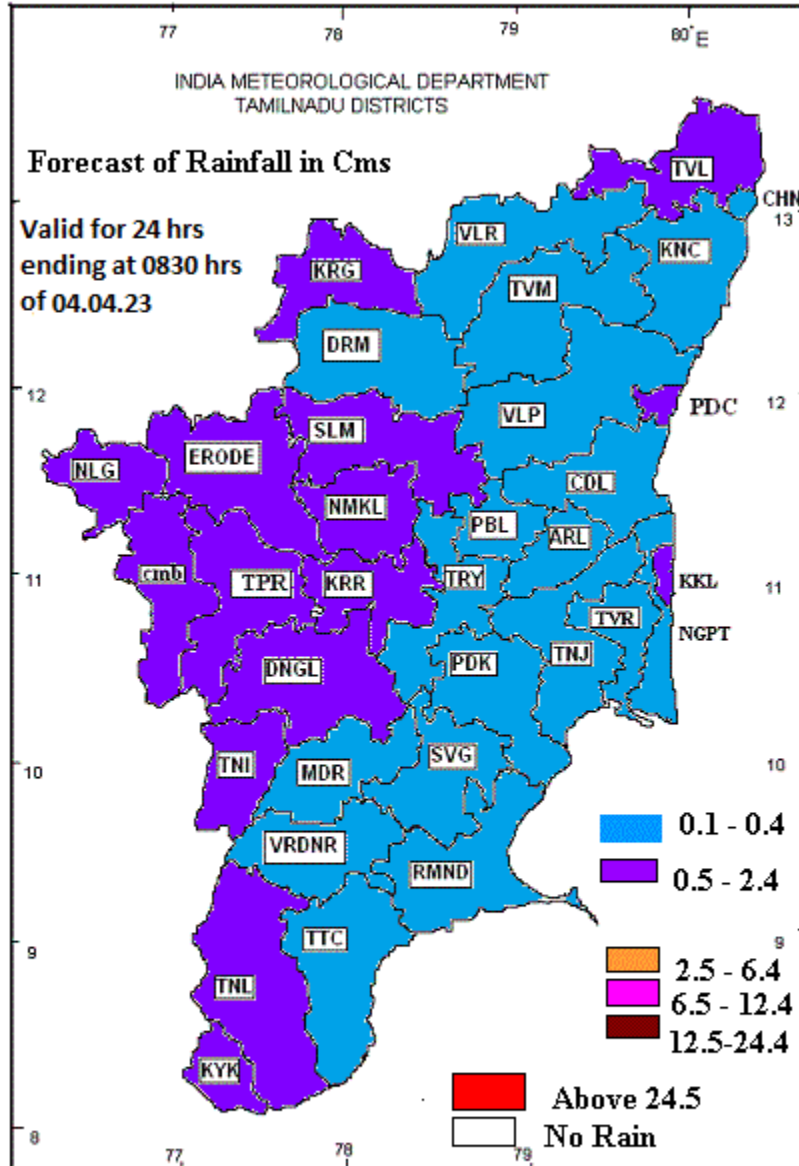 77 78 79 80°E
INDIA METEOROLOGICAL DEPARTMENT
TAMILNADU DISTRICTS
Forecast of Rainfall in Cms
TVL
CHN
Valid for 24 hrs
ending at 0830 hrs
of 04.04.23
13
VLR
KNC
KRG
TVM
DRM
12
12
PDC
VLP
SLM
ERODE
NLG
CDL
NMKL
PBL
ARL
11
cmb
TPR
KRR
TRY
KKL
11
TVR
NGPT
DNGL
PDK
TNJ
10
TNI
MDR
SVG
10
0.1 - 0.4
VRDNR
RMND
0.5 - 2.4
9
TTC
9
2.5 - 6.4
TNL
6.5 - 12.4
12.5-24.4
KYK
Above 24.5
8
No Rain
77 78 79